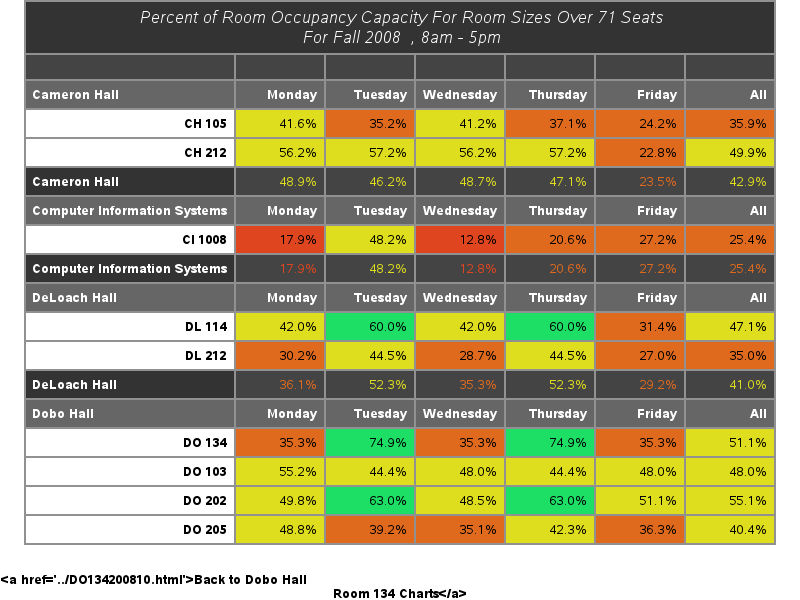 Percent of Room Occupancy Capacity For Room Sizes Over 71 Seats
For Fall 2008 , 8am - 5pm
Cameron Hall Monday Tuesday Wednesday Thursday Friday All
CH 105 41.6% 35.2% 41.2% 37.1% 24.2% 35.9%
CH 212 56.2% 57.2% 56.2% 57.2% 22.8% 49.9%
Cameron Hall 48.9% 46.2% 48.7% 47.1% 23.5% 42.9%
Computer Information Systems Monday Tuesday Wednesday Thursday Friday All
CI 1008 17.9% 48.2% 12.8% 20.6% 27.2% 25.4%
Computer Information Systems 17.9% 48.2% 12.8% 20.6% 27.2% 25.4%
DeLoach Hall Monday Tuesday Wednesday Thursday Friday All
DL 114 42.0% 60.0% 42.0% 60.0% 31.4% 47.1%
DL 212 30.2% 44.5% 28.7% 44.5% 27.0% 35.0%
DeLoach Hall 36.1% 52.3% 35.3% 52.3% 29.2% 41.0%
Dobo Hall Monday Tuesday Wednesday Thursday Friday All
DO 134 35.3% 74.9% 35.3% 74.9% 35.3% 51.1%
DO 103 55.2% 44.4% 48.0% 44.4% 48.0% 48.0%
DO 202 49.8% 63.0% 48.5% 63.0% 51.1% 55.1%
DO 205 48.8% 39.2% 35.1% 42.3% 36.3% 40.4%
<a href='../DO134200810.html'>Back to Dobo Hall
Room 134 Charts</a>